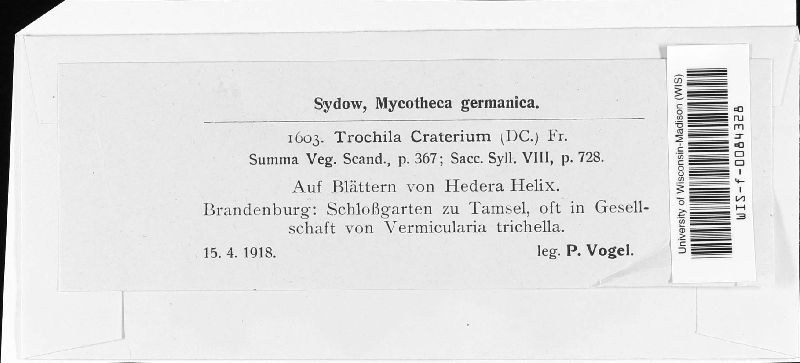 Sydow, Mycotheca germanica.
1603. Trochila Craterium (DC.) Fr.
Summa Veg. Scand., p. 367; Sacc. Syll. VIII, p. 728.
Auf Blättern von Hedera Helix.
Brandenburg: Schloßgarten zu Tamsel, oft in Gesell-
schaft von Vermicularia trichella.
15. 4. 1918. leg. P. Vogel.
University of Wisconsin-Madison (WIS)
WIS-f-0084328